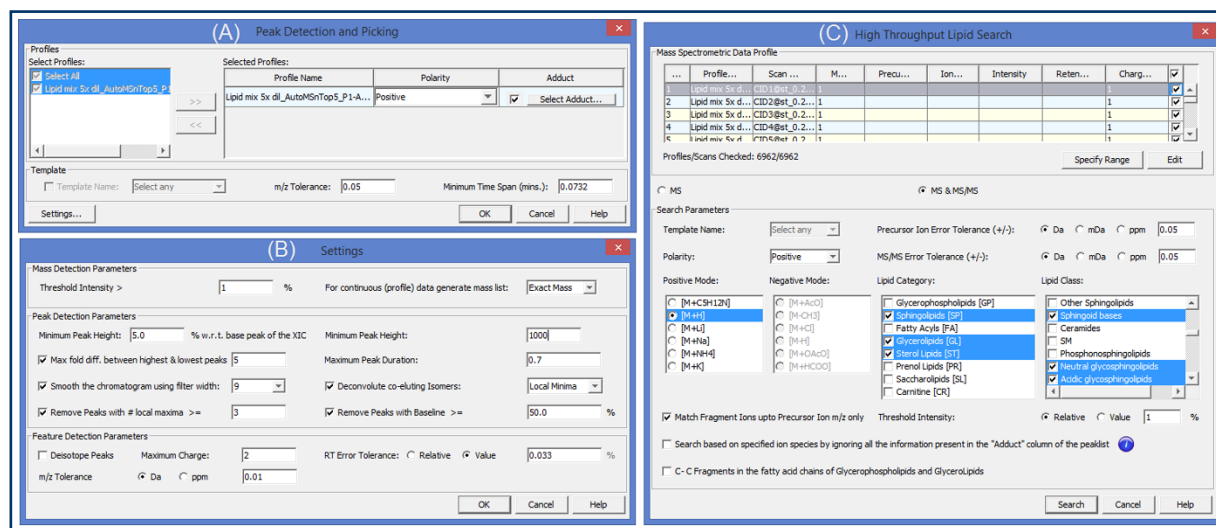 (A) Peak Detection and Picking
Profiles
Select Profiles:
Select All
Lipid mix 5x dil_AutoMSnTop5_P1
>>
<<
Selected Profiles:
Profile Name Polarity Adduct
Lipid mix 5x dil_AutoMSnTop5_P1-A... Positive Select Adduct...
Template
Template Name: Select any m/z Tolerance: 0.05 Minimum Time Span (mins.): 0.0732
Settings... OK Cancel Help
(B) Settings
Mass Detection Parameters
Threshold Intensity > 1 % For continuous (profile) data generate mass list: Exact Mass
Peak Detection Parameters
Minimum Peak Height: 5.0 % w.r.t. base peak of the XIC Minimum Peak Height: 1000
Max fold diff. between highest & lowest peaks 5 Maximum Peak Duration: 0.7
Smooth the chromatogram using filter width: 9 Deconvolute co-eluting Isomers: Local Minima
Remove Peaks with # local maxima >= 3 Remove Peaks with Baseline >= 50.0 %
Feature Detection Parameters
Deisotope Peaks Maximum Charge: 2 RT Error Tolerance: Relative Value 0.033 %
m/z Tolerance Da ppm 0.01
OK Cancel Help
(C) High Throughput Lipid Search
Mass Spectrometric Data Profile
... Profile... Scan ... M... Precu... Ion... Intensity Reten... Charg...
1 Lipid mix 5x d... CID1@st_0.2... 1 1
2 Lipid mix 5x d... CID2@st_0.2... 1 1
3 Lipid mix 5x d... CID3@st_0.2... 1 1
4 Lipid mix 5x d... CID4@st_0.2... 1 1
5 Lipid mix 5x d... CID5@st_0.2... 1 1
Profiles/Scans Checked: 6962/6962 Specify Range Edit
MS MS & MS/MS
Search Parameters
Template Name: Select any Precursor Ion Error Tolerance (+/-): Da mDa ppm 0.05
Polarity: Positive MS/MS Error Tolerance (+/-): Da mDa ppm 0.05
Positive Mode: Negative Mode: Lipid Category: Lipid Class:
[M+C5H12N] [M+AcO] Glycerophospholipids [GP] Other Sphingolipids
[M+H] [M-CH3] Sphingolipids [SP] Sphingoid bases
[M+Li] [M+Cl] Fatty Acyls [FA] Ceramides
[M+Na] [M-H] Glycerolipids [GL] SM
[M+NH4] [M+OAcO] Sterol Lipids [ST] Phosphonosphingolipids
[M+K] [M+HCOO] Prenol Lipids [PR] Neutral glycosphingolipids
Saccharolipids [SL] Acidic glycosphingolipids
Carnitine [CR]
Match Fragment Ions upto Precursor Ion m/z only Threshold Intensity: Relative Value 1 %
Search based on specified ion species by ignoring all the information present in the "Adduct" column of the peaklist i
C- C Fragments in the fatty acid chains of Glycerophospholipids and GlyceroLipids
Search Cancel Help